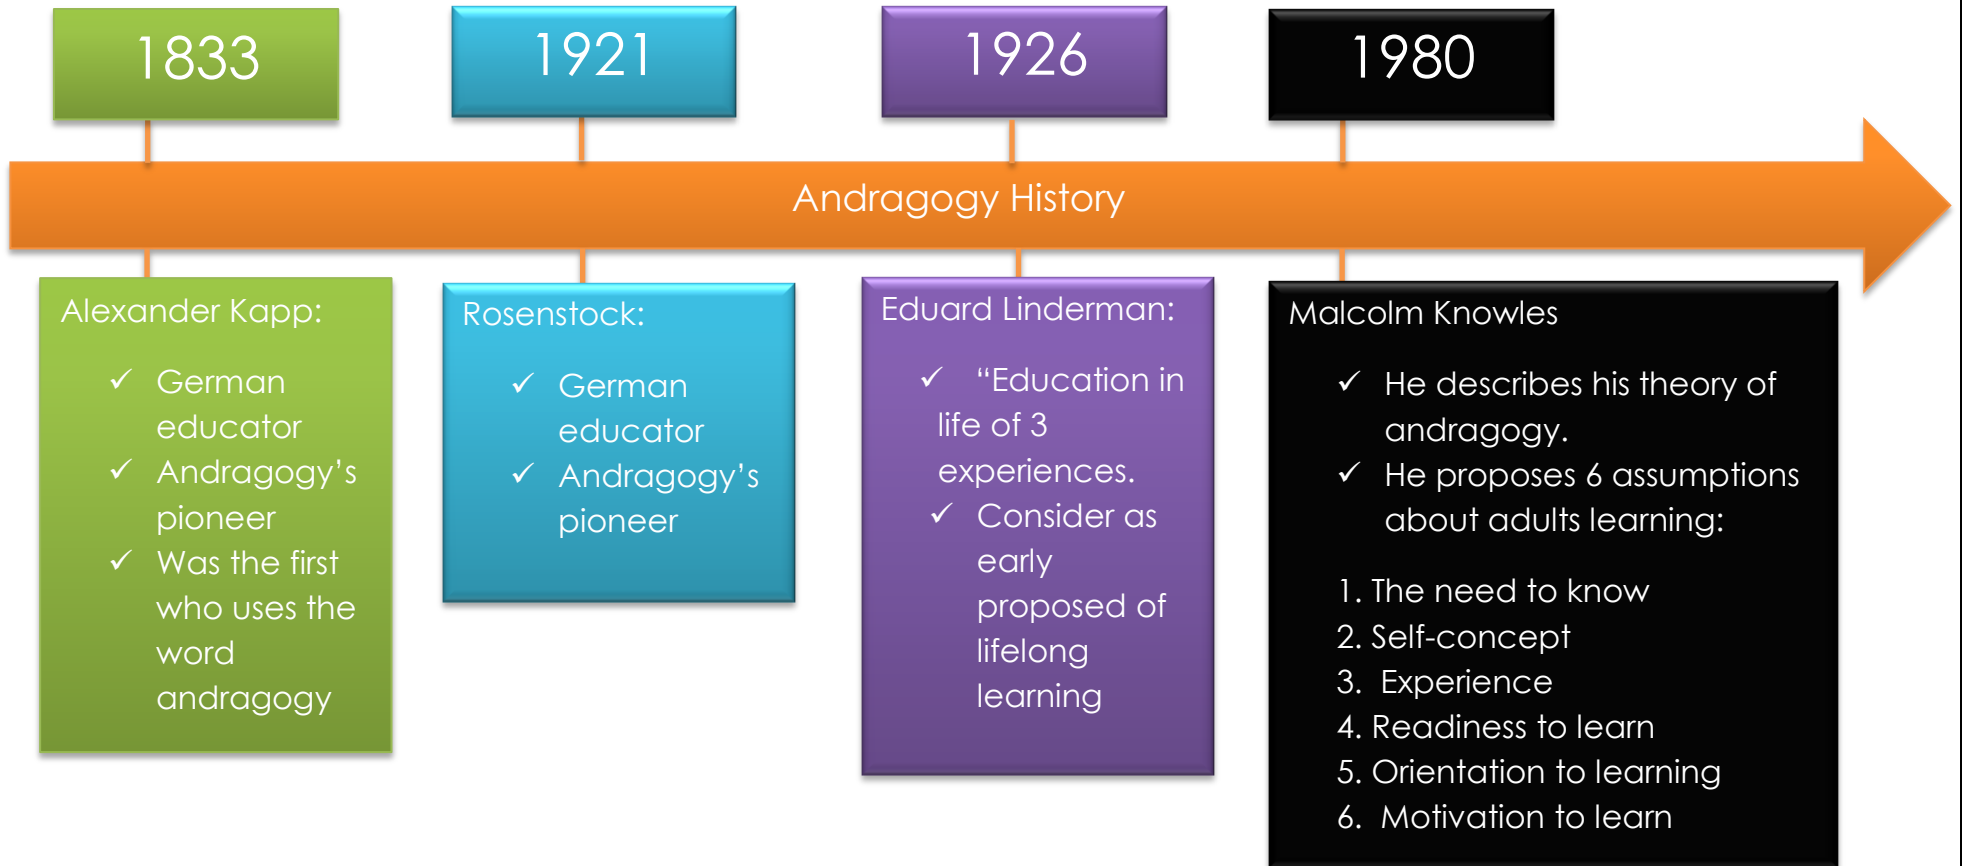 1833
1921
1926
1980
Andragogy History
Alexander Kapp:
✓ German
educator
✓ Andragogy’s
pioneer
✓ Was the first
who uses the
word
andragogy
Rosenstock:
✓ German
educator
✓ Andragogy’s
pioneer
Eduard Linderman:
✓ “Education in
life of 3
experiences.
✓ Consider as
early
proposed of
lifelong
learning
Malcolm Knowles
✓ He describes his theory of
andragogy.
✓ He proposes 6 assumptions
about adults learning:
1. The need to know
2. Self-concept
3. Experience
4. Readiness to learn
5. Orientation to learning
6. Motivation to learn